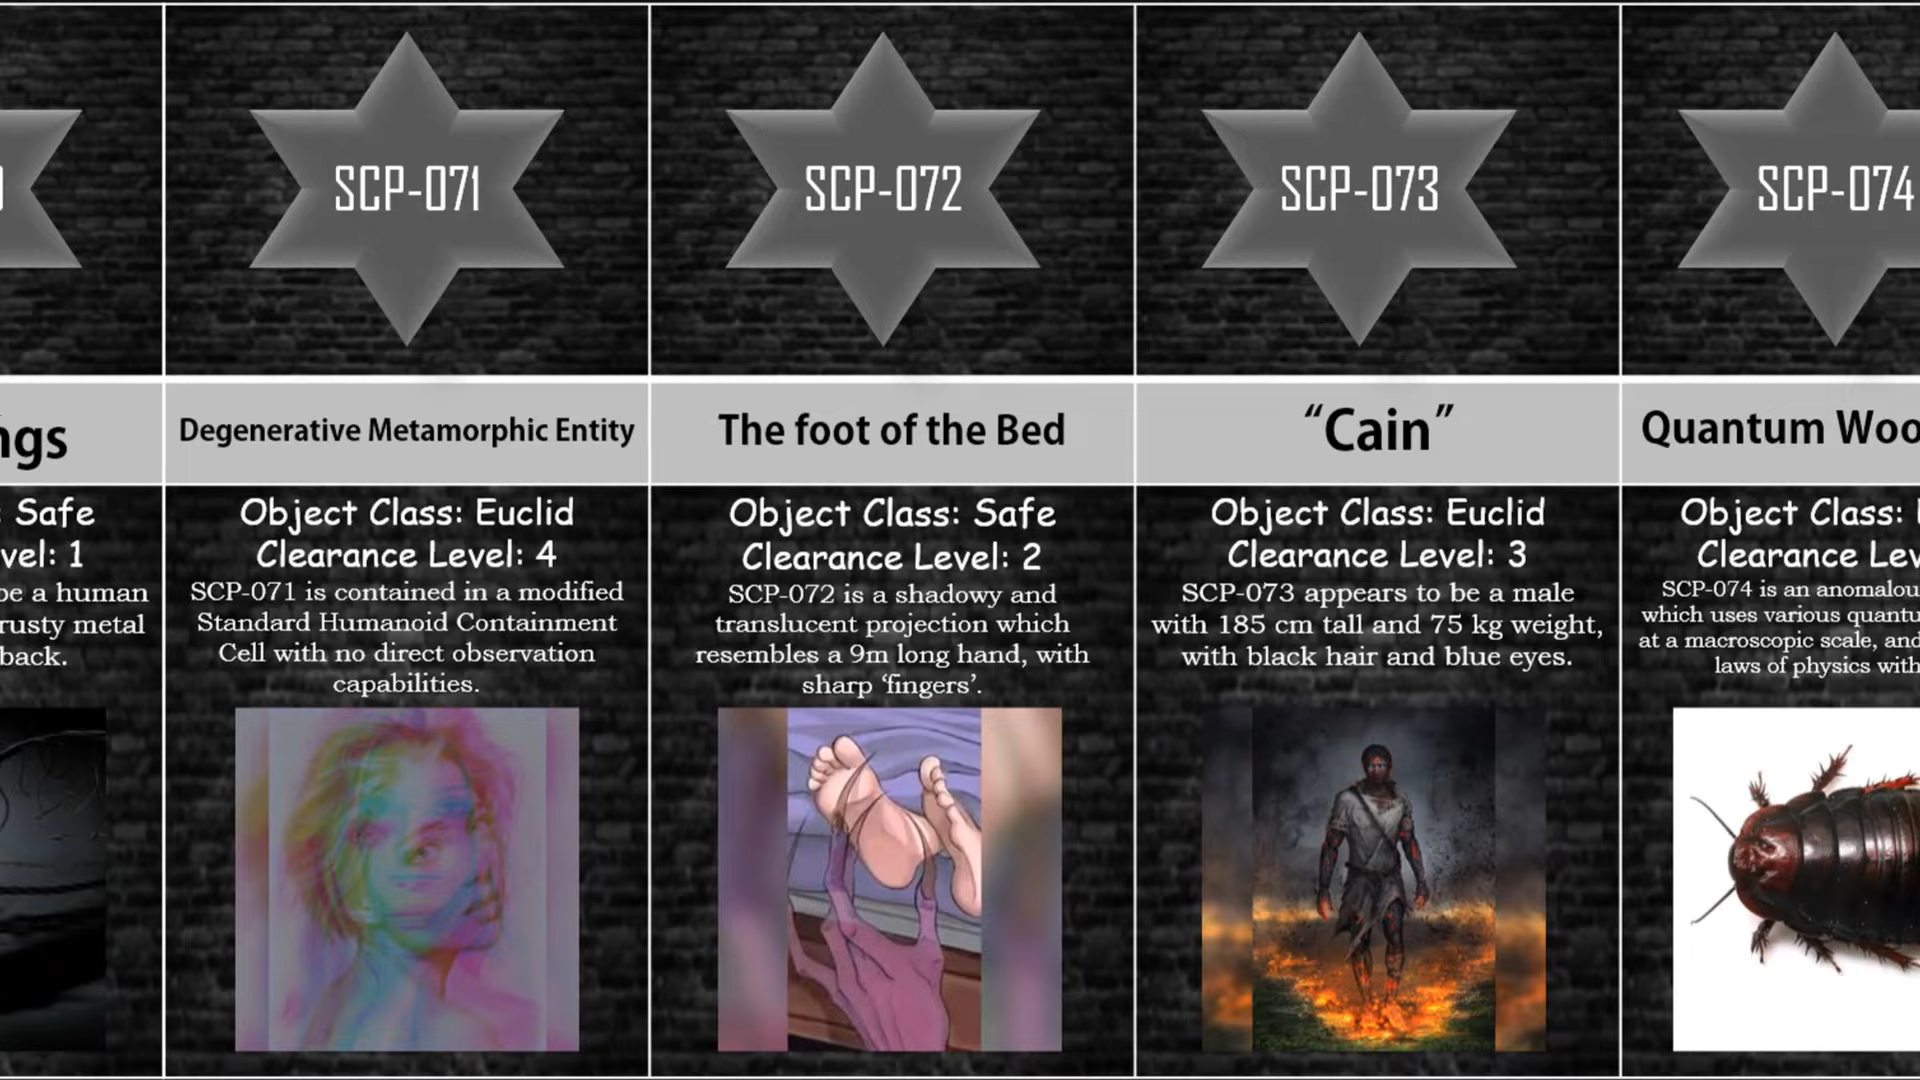 SCP-071
SCP-072
SCP-073
SCP-074
ngs
Degenerative Metamorphic Entity
The foot of the Bed
“Cain”
Quantum Woo
: Safe
vel: 1
be a human
rusty metal
back.
Object Class: Euclid
Clearance Level: 4
SCP-071 is contained in a modified
Standard Humanoid Containment
Cell with no direct observation
capabilities.
Object Class: Safe
Clearance Level: 2
SCP-072 is a shadowy and
translucent projection which
resembles a 9m long hand, with
sharp ‘fingers’.
Object Class: Euclid
Clearance Level: 3
SCP-073 appears to be a male
with 185 cm tall and 75 kg weight,
with black hair and blue eyes.
Object Class:
Clearance Lev
SCP-074 is an anomalou
which uses various quantu
at a macroscopic scale, and
laws of physics with